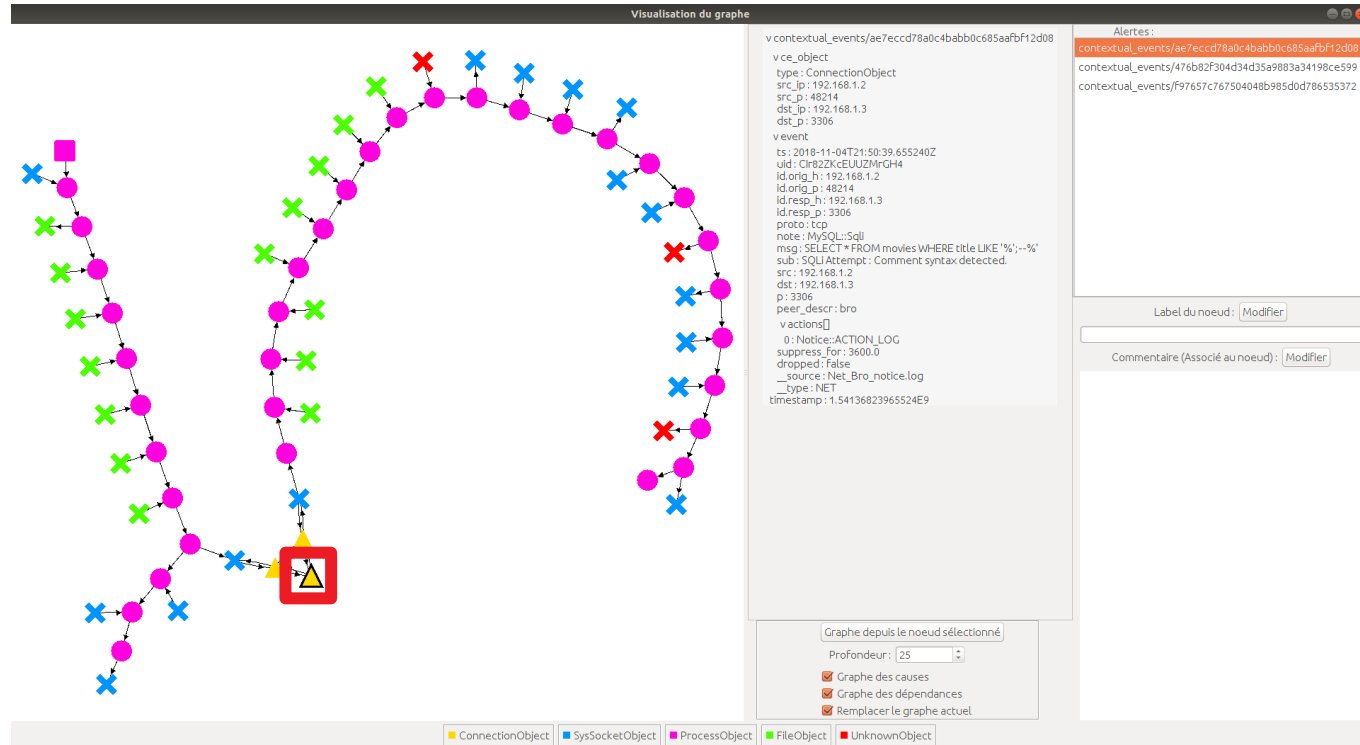 Visualisation du graphe
v contextual_events/ae7eccd78a0c4babb0c685aafbf12d08
v ce_object
type : ConnectionObject
src_ip : 192.168.1.2
src_p : 48214
dst_ip : 192.168.1.3
dst_p : 3306
v event
ts : 2018-11-04T21:50:39.655240Z
uid : CIr82ZKcEUUZMrGH4
id.orig_h : 192.168.1.2
id.orig_p : 48214
id.resp_h : 192.168.1.3
id.resp_p : 3306
proto : tcp
note : MySQL::Sqli
msg : SELECT * FROM movies WHERE title LIKE '%';--%'
sub : SQLi Attempt : Comment syntax detected.
src : 192.168.1.2
dst : 192.168.1.3
p : 3306
peer_descr : bro
v actions[]
0 : Notice::ACTION_LOG
suppress_for : 3600.0
dropped : false
__source : Net_Bro_notice.log
__type : NET
timestamp : 1.54136823965524E9
Alertes :
contextual_events/ae7eccd78a0c4babb0c685aafbf12d08
contextual_events/476b82f304d34d35a9883a34198ce599
contextual_events/f97657c767504048b985d0d786535372
Label du noeud : Modifier
Commentaire (Associé au noeud) : Modifier
Graphe depuis le noeud sélectionné
Profondeur : 25
Graphe des causes
Graphe des dépendances
Remplacer le graphe actuel
ConnectionObject SysSocketObject ProcessObject FileObject UnknownObject